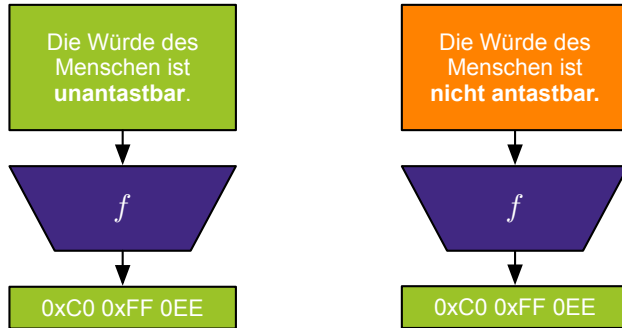 Die Würde des
Menschen ist
unantastbar.
f
0xC0 0xFF 0EE
Die Würde des
Menschen ist
nicht antastbar.
f
0xC0 0xFF 0EE